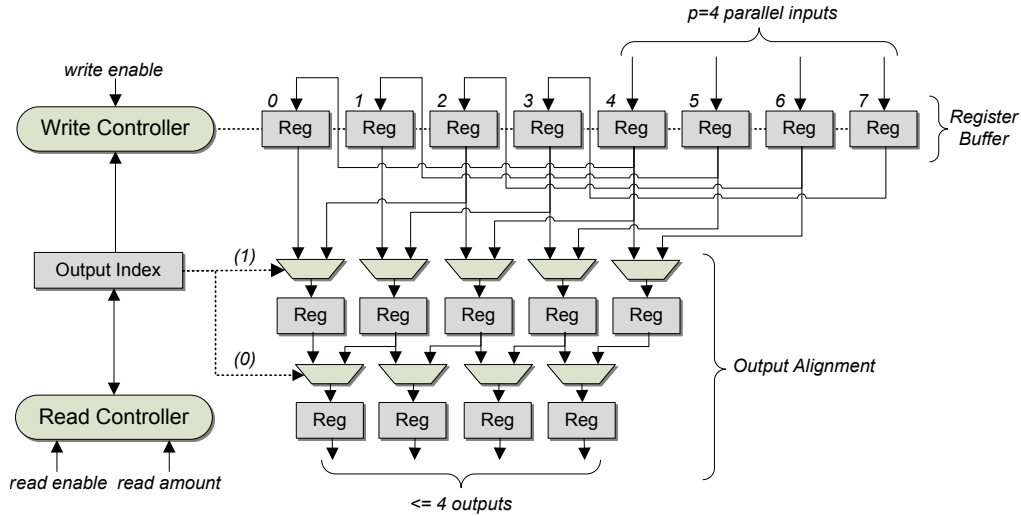 p=4 parallel inputs
write enable
0 1 2 3 4 5 6 7
Write Controller
Reg Reg Reg Reg Reg Reg Reg Reg
Register
Buffer
(1)
Output Index
Reg Reg Reg Reg Reg
(0)
Output Alignment
Read Controller
Reg Reg Reg Reg
read enable read amount
<= 4 outputs